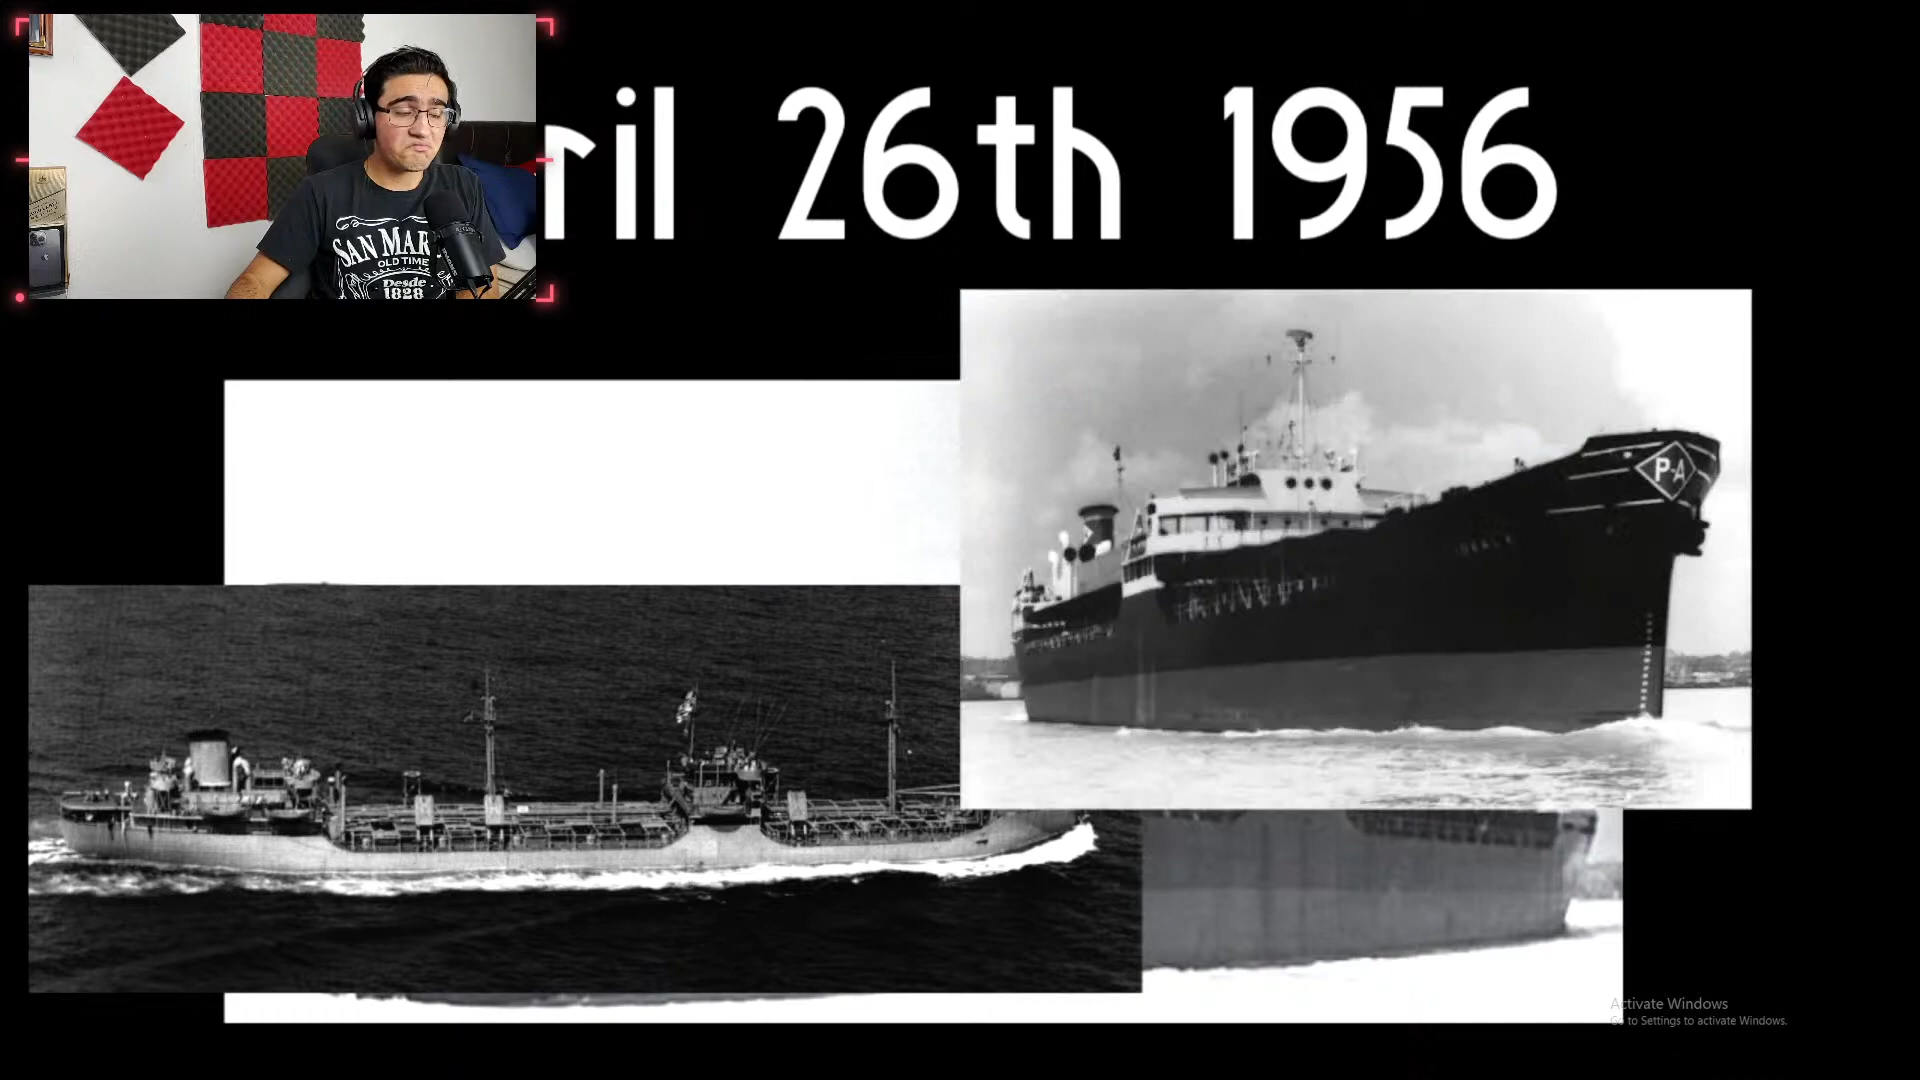 ril 26th 1956
SAN MAR
OLD TIME
Desde
1828
P-A
Activate Windows
Go to Settings to activate Windows.